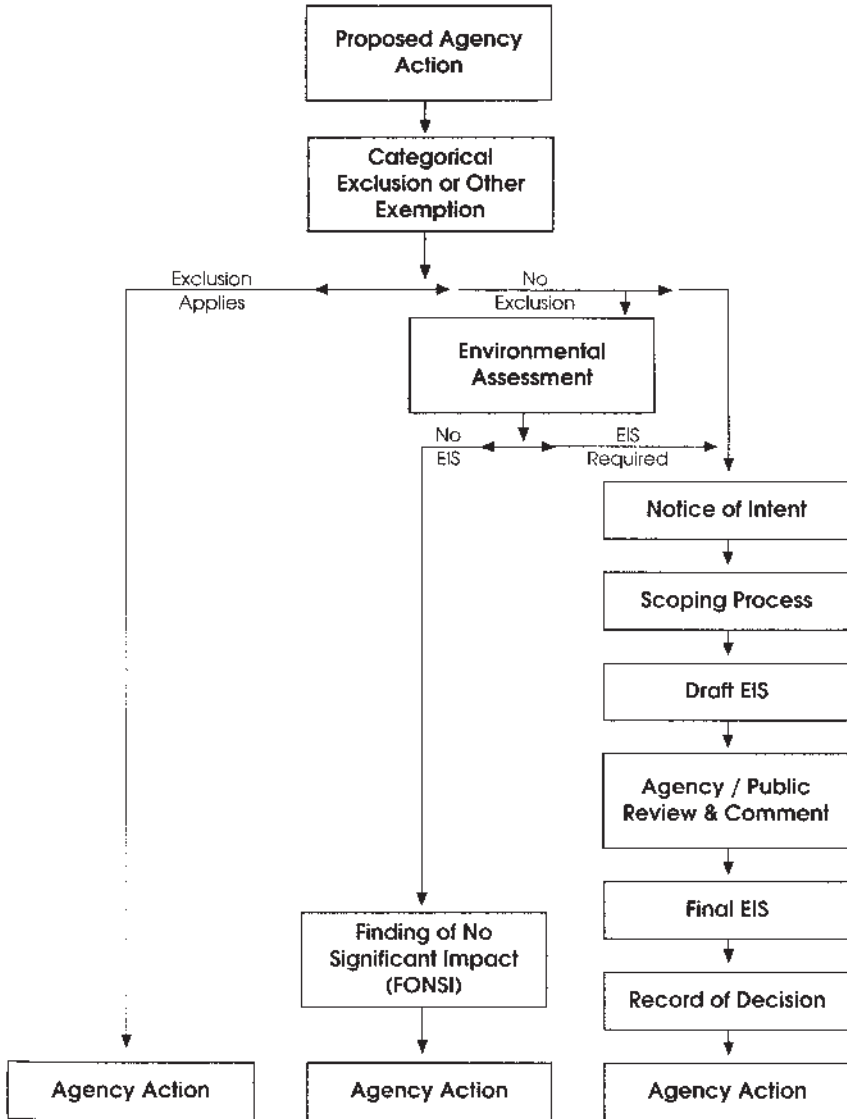 Proposed Agency
Action
Categorical
Exclusion or Other
Exemption
Exclusion
Applies
No
Exclusion
Environmental
Assessment
No
EIS
EIS
Required
Notice of Intent
Scoping Process
Draft EIS
Agency / Public
Review & Comment
Final EIS
Finding of No
Significant Impact
(FONSI)
Record of Decision
Agency Action
Agency Action
Agency Action